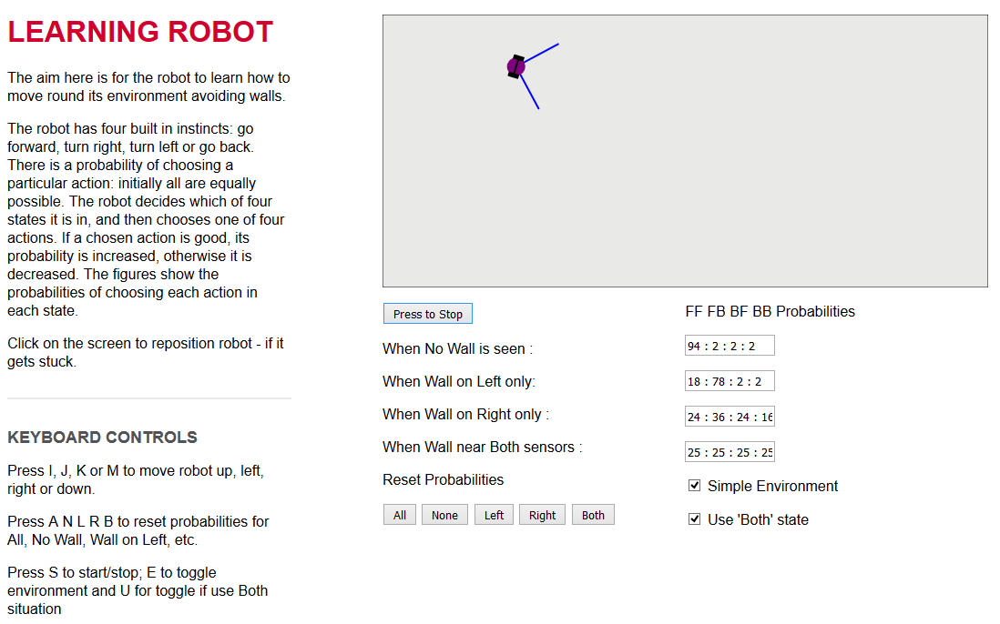 LEARNING ROBOT
The aim here is for the robot to learn how to
move round its environment avoiding walls.
The robot has four built in instincts: go
forward, turn right, turn left or go back.
There is a probability of choosing a
particular action: initially all are equally
possible. The robot decides which of four
states it is in, and then chooses one of four
actions. If a chosen action is good, its
probability is increased, otherwise it is
decreased. The figures show the
probabilities of choosing each action in
each state.
Click on the screen to reposition robot - if it
gets stuck.
KEYBOARD CONTROLS
Press I, J, K or M to move robot up, left,
right or down.
Press A N L R B to reset probabilities for
All, No Wall, Wall on Left, etc.
Press S to start/stop; E to toggle
environment and U for toggle if use Both
situation
Press to Stop
FF FB BF BB Probabilities
When No Wall is seen :
94 : 2 : 2 : 2
When Wall on Left only:
18 : 78 : 2 : 2
When Wall on Right only :
24 : 36 : 24 : 16
When Wall near Both sensors :
25 : 25 : 25 : 25
Reset Probabilities
Simple Environment
All None Left Right Both
Use 'Both' state